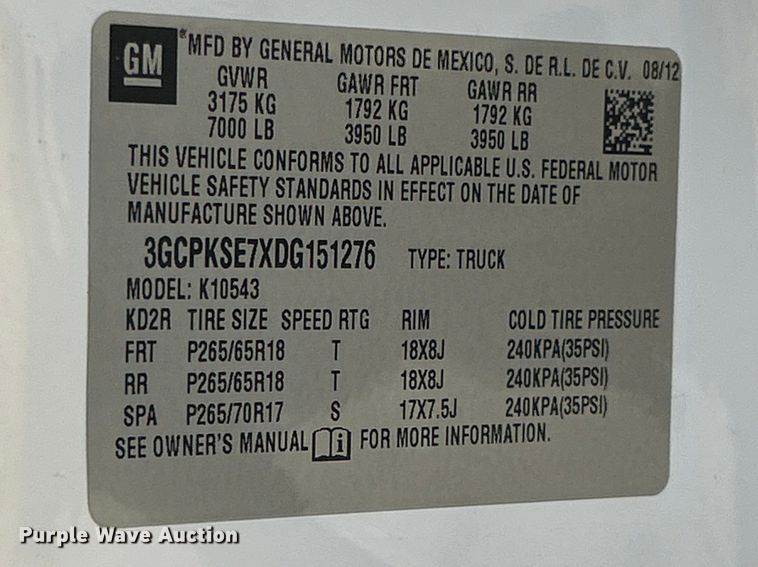 GM
*MFD BY GENERAL MOTORS DE MEXICO, S. DE R.L. DE C.V. 08/12
GVWR GAWR FRT GAWR RR
3175 KG 1792 KG 1792 KG
7000 LB 3950 LB 3950 LB
THIS VEHICLE CONFORMS TO ALL APPLICABLE U.S. FEDERAL MOTOR
VEHICLE SAFETY STANDARDS IN EFFECT ON THE DATE OF
MANUFACTURE SHOWN ABOVE.
3GCPKSE7XDG151276 TYPE: TRUCK
MODEL: K10543
KD2R TIRE SIZE SPEED RTG RIM COLD TIRE PRESSURE
FRT P265/65R18 T 18X8J 240KPA(35PSI)
RR P265/65R18 T 18X8J 240KPA(35PSI)
SPA P265/70R17 S 17X7.5J 240KPA(35PSI)
SEE OWNER'S MANUAL i FOR MORE INFORMATION.
Purple Wave Auction